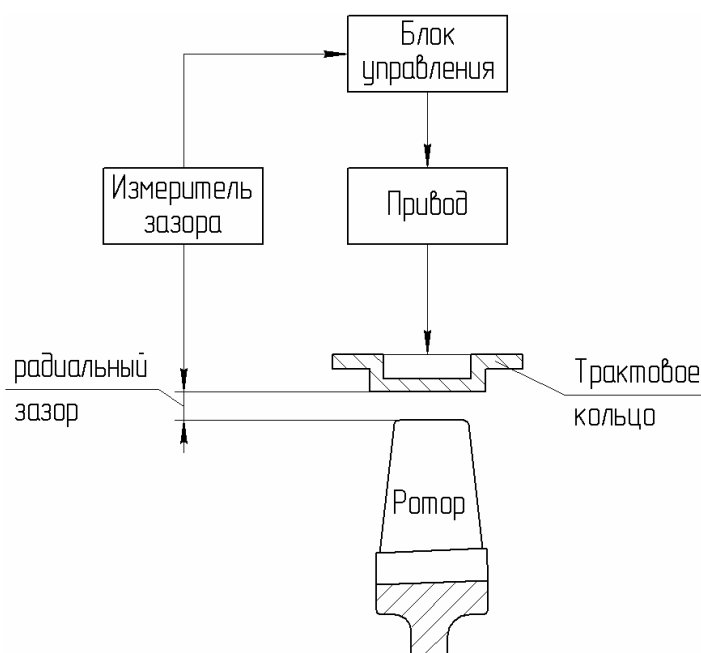 Блок
управления
Измеритель
зазора
Привод
радиальный
зазор
Трактовое
кольцо
Ротор